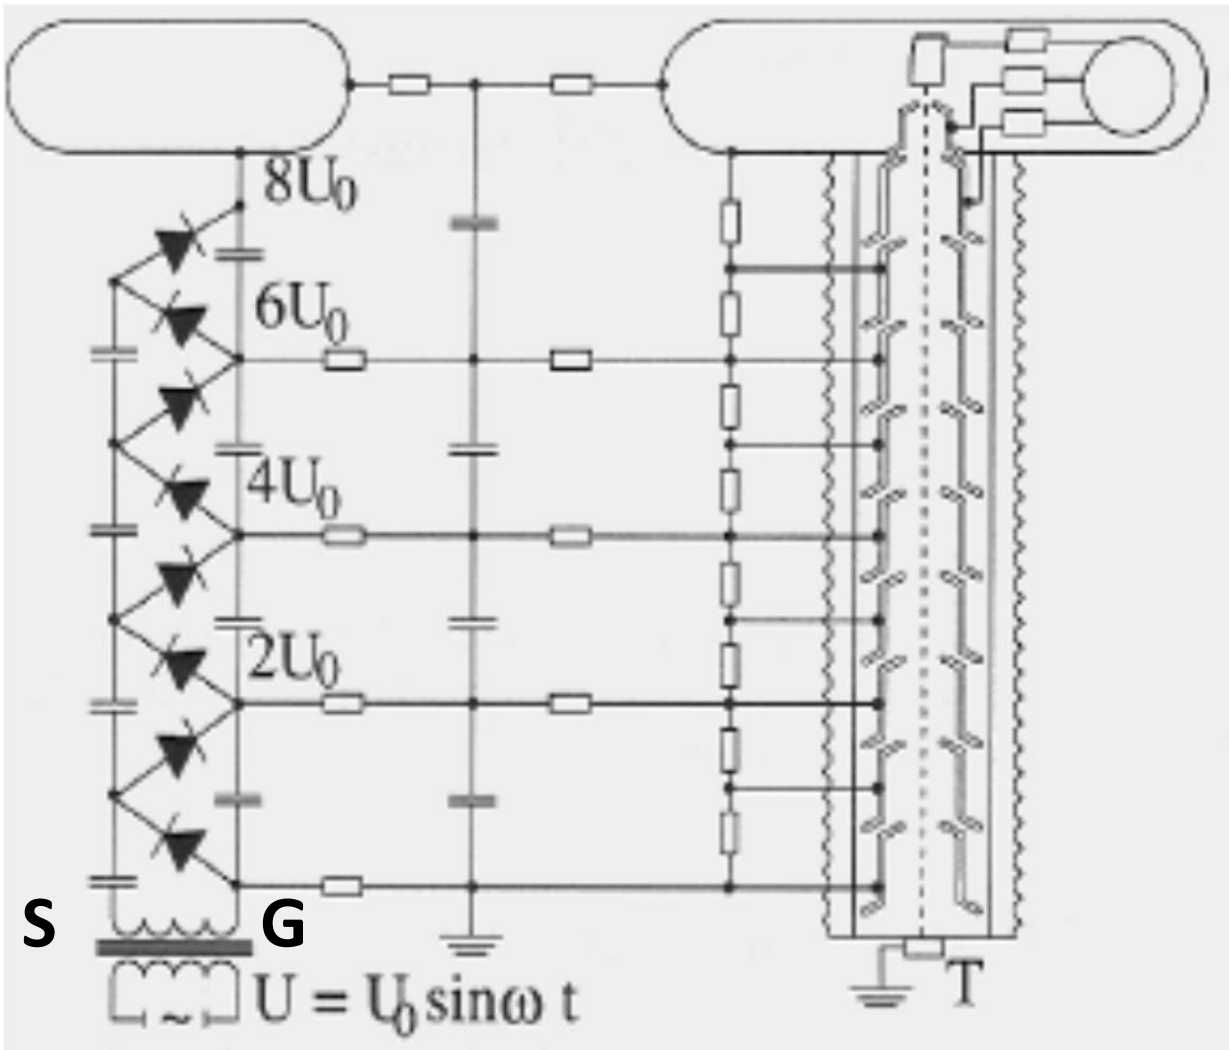 8U₀
6U₀
4U₀
2U₀
S G
~ U = U₀ sinω t
T